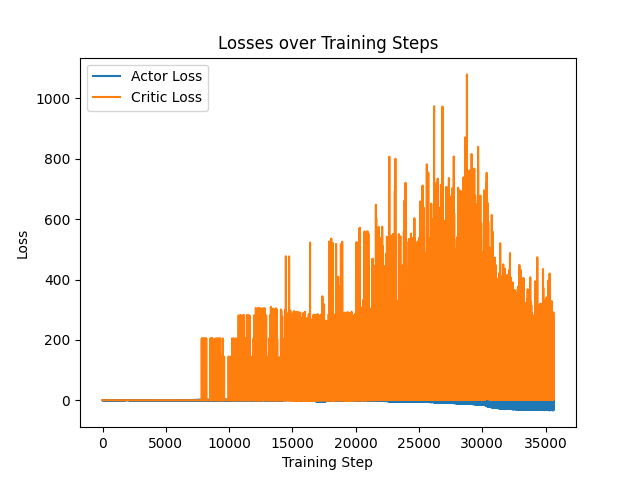 Losses over Training Steps
Actor Loss
Critic Loss
1000
800
600
400
200
0
Loss
0 5000 10000 15000 20000 25000 30000 35000
Training Step